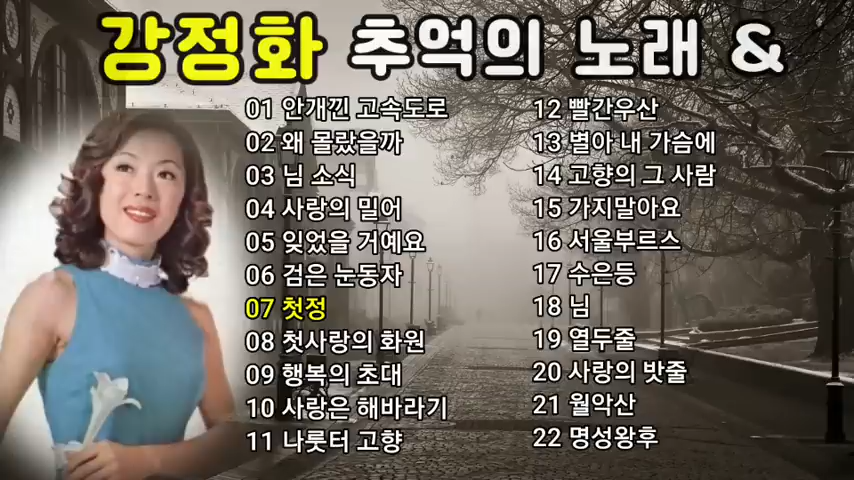 강정화 추억의 노래 &
01 안개낀 고속도로
02 왜 몰랐을까
03 님 소식
04 사랑의 밀어
05 잊었을 거예요
06 검은 눈동자
07 첫정
08 첫사랑의 화원
09 행복의 초대
10 사랑은 해바라기
11 나룻터 고향
12 빨간우산
13 별아 내 가슴에
14 고향의 그 사람
15 가지말아요
16 서울부르스
17 수은등
18 님
19 열두줄
20 사랑의 밧줄
21 월악산
22 명성왕후